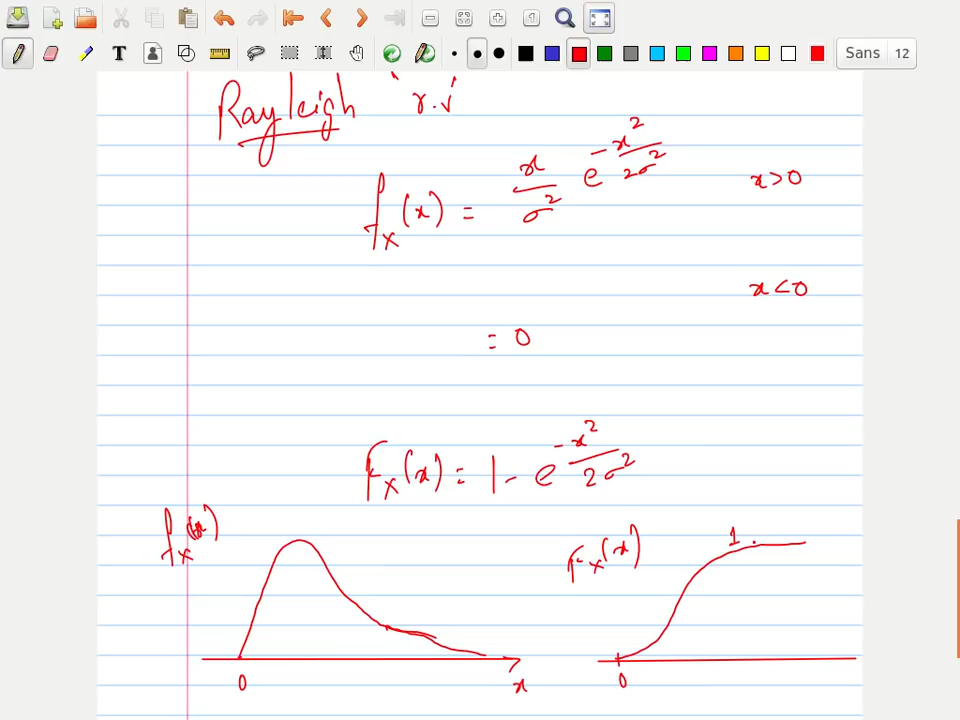 Sans 12
Rayleigh r.v
f_X(x) = x/σ² e^(-x²/2σ²) x>0
x<0
= 0
F_X(x) = 1 - e^(-x²/2σ²)
f_X(x)
F_X(x) 1
0 x
0